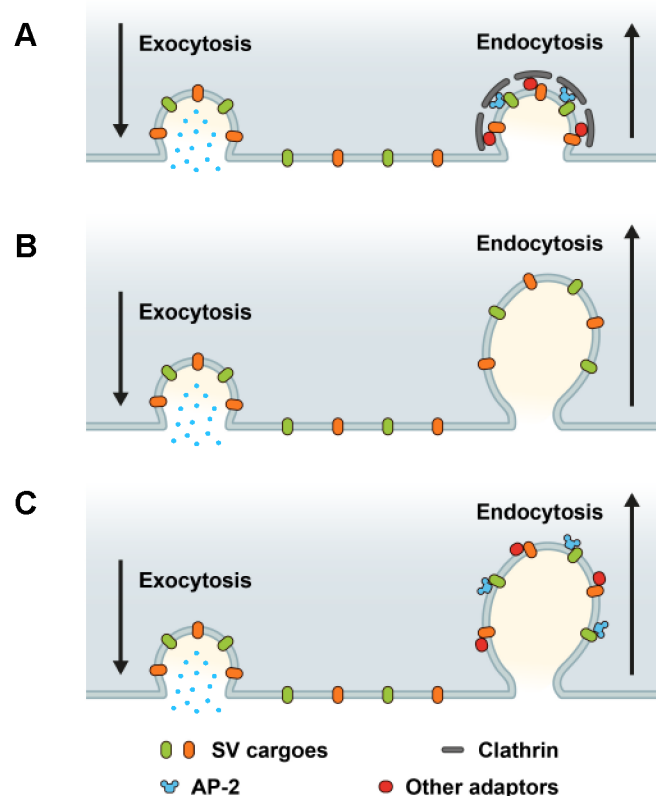 A
Exocytosis
Endocytosis
B
Exocytosis
Endocytosis
C
Exocytosis
Endocytosis
SV cargoes
Clathrin
AP-2
Other adaptors